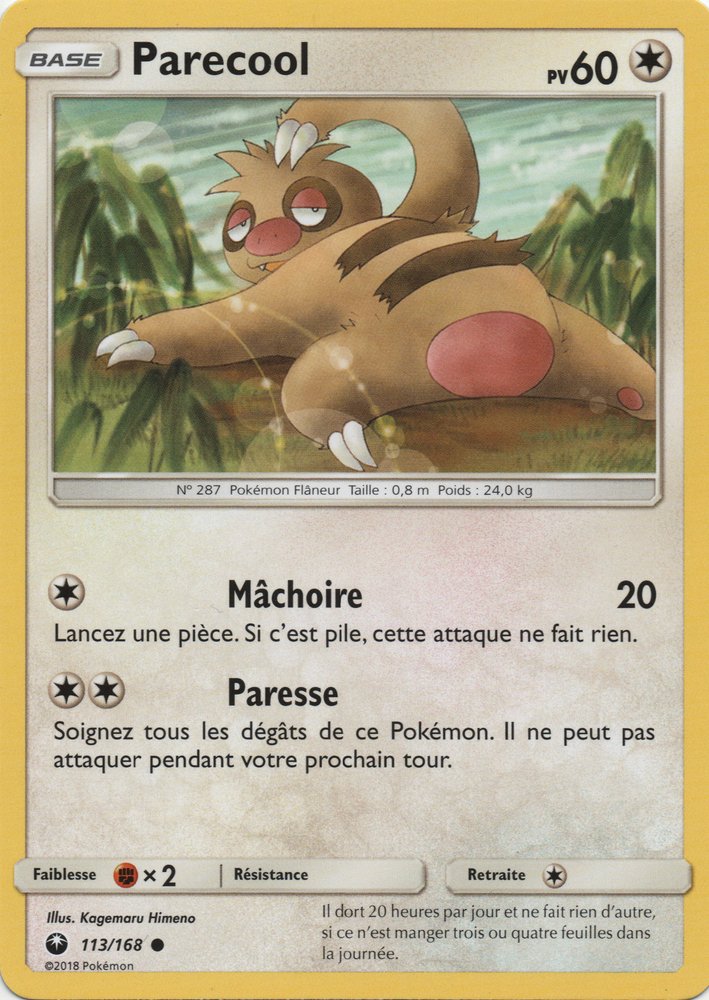 BASE Parecool PV60
N° 287 Pokémon Flâneur Taille : 0,8 m Poids : 24,0 kg
Mâchoire 20
Lancez une pièce. Si c'est pile, cette attaque ne fait rien.
Paresse
Soignez tous les dégâts de ce Pokémon. Il ne peut pas
attaquer pendant votre prochain tour.
Faiblesse ×2 Résistance Retraite
Illus. Kagemaru Himeno
113/168
©2018 Pokémon
Il dort 20 heures par jour et ne fait rien d'autre,
si ce n'est manger trois ou quatre feuilles dans
la journée.